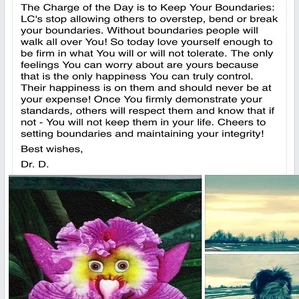 The Charge of the Day is to Keep Your Boundaries:
LC's stop allowing others to overstep, bend or break
your boundaries. Without boundaries people will
walk all over You! So today love yourself enough to
be firm in what You will or will not tolerate. The only
feelings You can worry about are yours because
that is the only happiness You can truly control.
Their happiness is on them and should never be at
your expense! Once You firmly demonstrate your
standards, others will respect them and know that if
not - You will not keep them in your life. Cheers to
setting boundaries and maintaining your integrity!
Best wishes,
Dr. D.